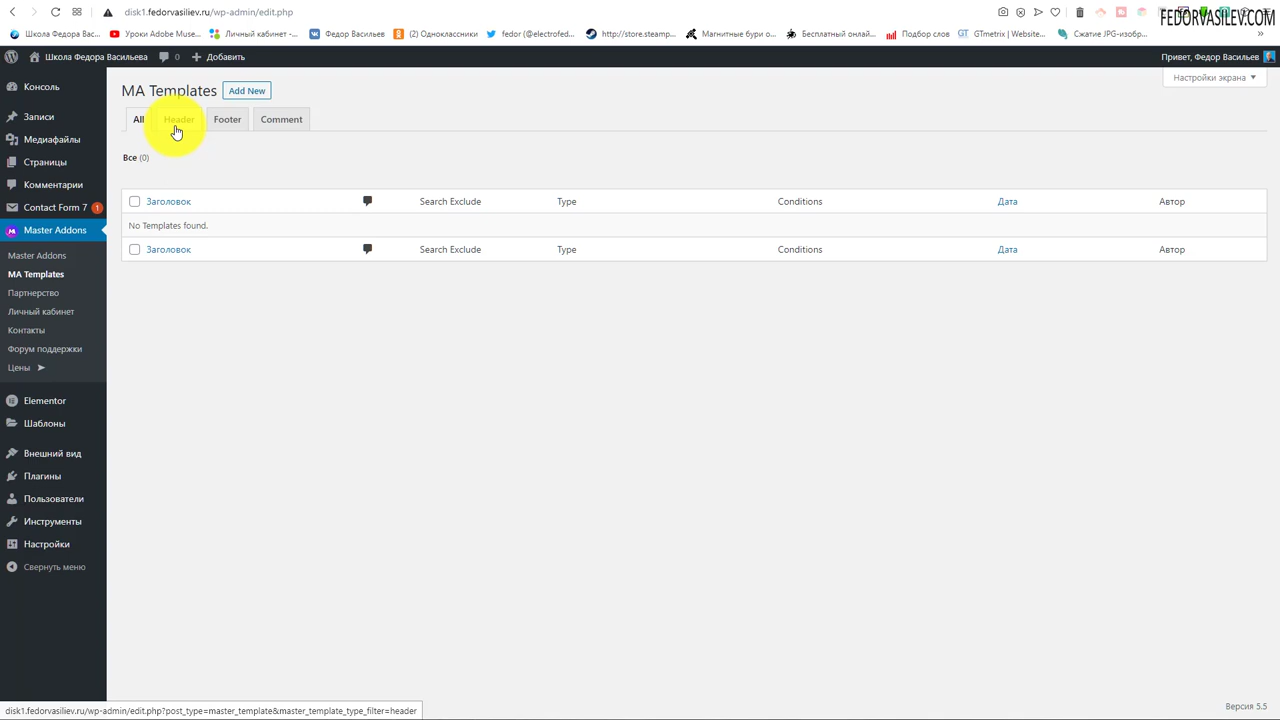 disk1.fedorvasiliev.ru/wp-admin/edit.php
FEDORVASILIEV.COM
Школа Федора Вас...
Уроки Adobe Muse...
Личный кабинет -...
Федор Васильев
(2) Одноклассники
fedor (@electrofed...
http://store.steamp...
Магнитные бури о...
Бесплатный онлай...
Подбор слов
GTmetrix | Website...
Сжатие JPG-изобр...
»
Школа Федора Васильева
0
Добавить
Привет, Федор Васильев
Консоль
Записи
Медиафайлы
Страницы
Комментарии
Contact Form 7 1
Master Addons
Master Addons
MA Templates
Партнерство
Личный кабинет
Контакты
Форум поддержки
Цены ➤
Elementor
Шаблоны
Внешний вид
Плагины
Пользователи
Инструменты
Настройки
Свернуть меню
Настройки экрана
MA Templates
Add New
All
Header
Footer
Comment
Все (0)
Заголовок
Search Exclude
Type
Conditions
Дата
Автор
No Templates found.
Заголовок
Search Exclude
Type
Conditions
Дата
Автор
Версия 5.5
disk1.fedorvasiliev.ru/wp-admin/edit.php?post_type=master_template&master_template_type_filter=header